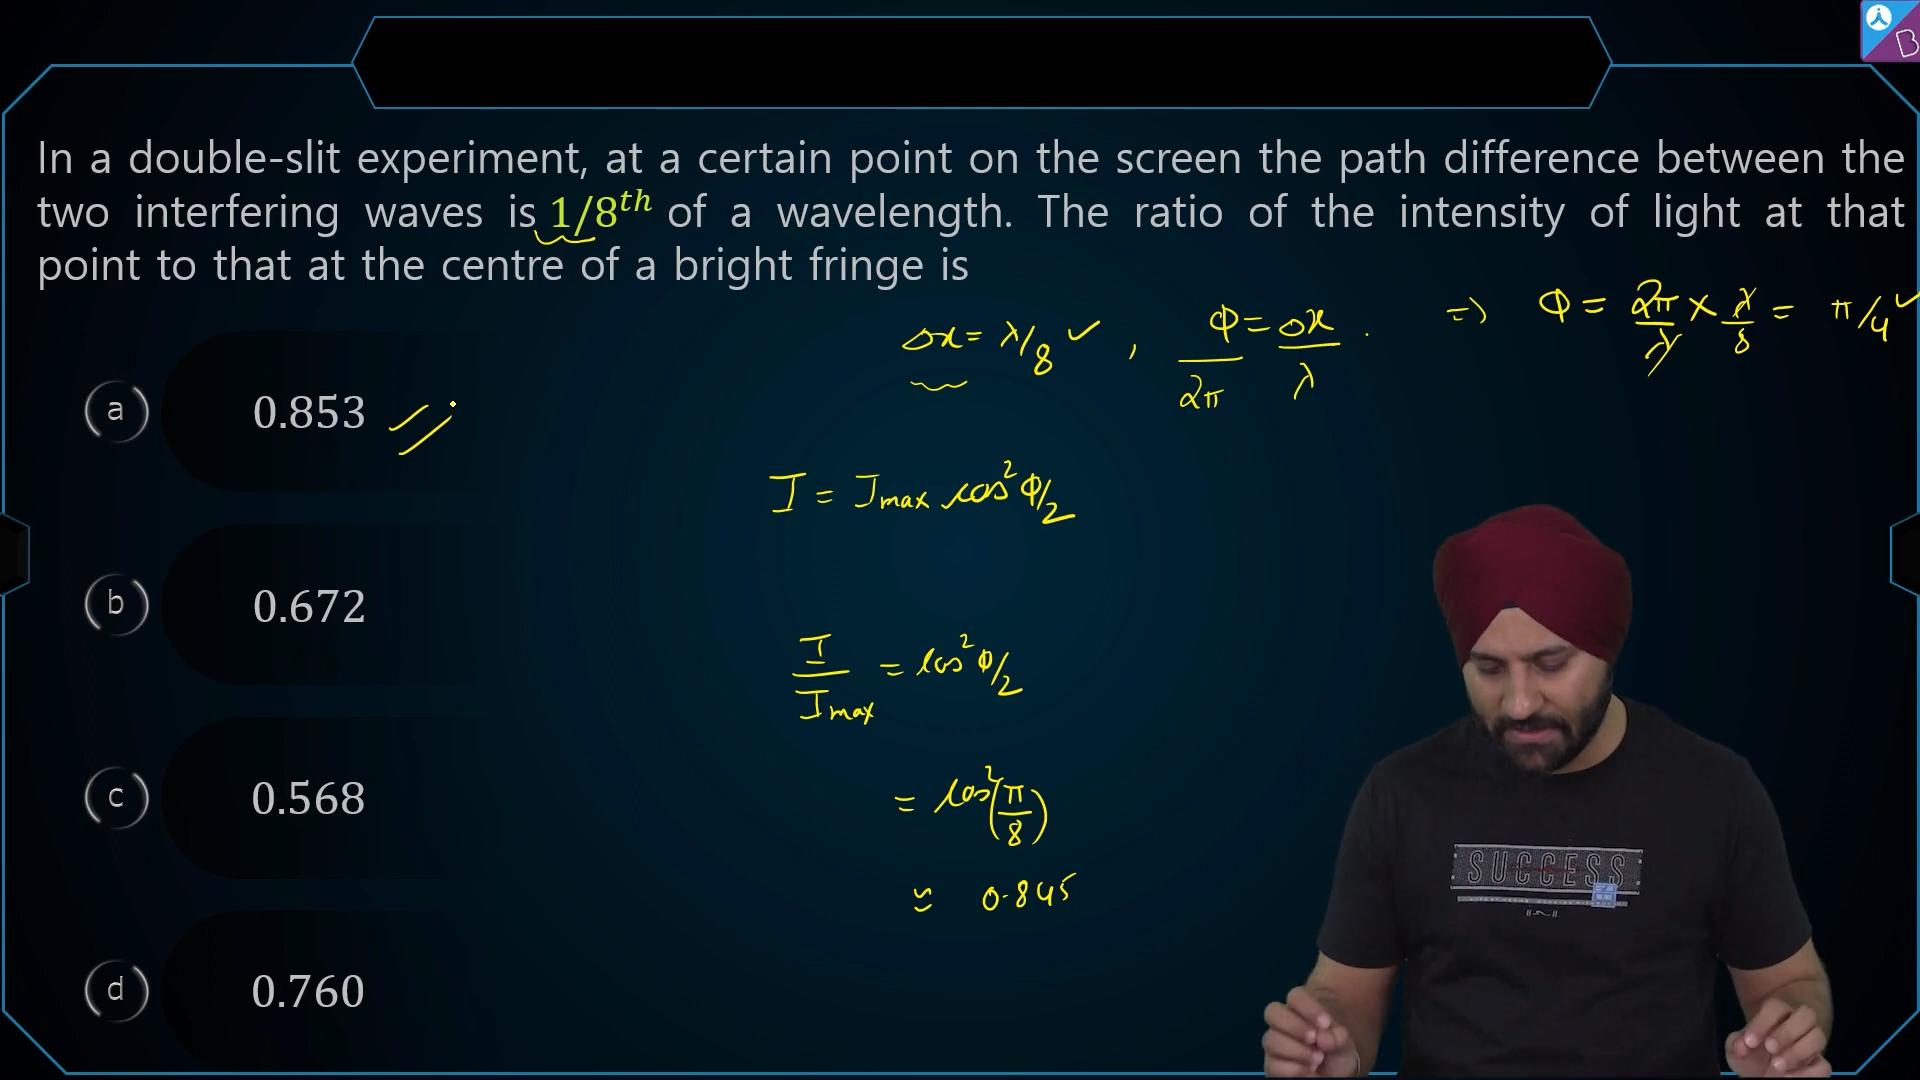 In a double-slit experiment, at a certain point on the screen the path difference between the
two interfering waves is 1/8ᵗʰ of a wavelength. The ratio of the intensity of light at that
point to that at the centre of a bright fringe is
Δx = λ/8 ✓ , Φ/2π = Δx/λ . ⇒ Φ = 2π/λ × λ/8 = π/4 ✓
a 0.853
I = Imax cos² Φ/2
b 0.672
I/Imax = cos² Φ/2
c 0.568
= cos²(π/8)
≈ 0.845
d 0.760
SUCCESS
B